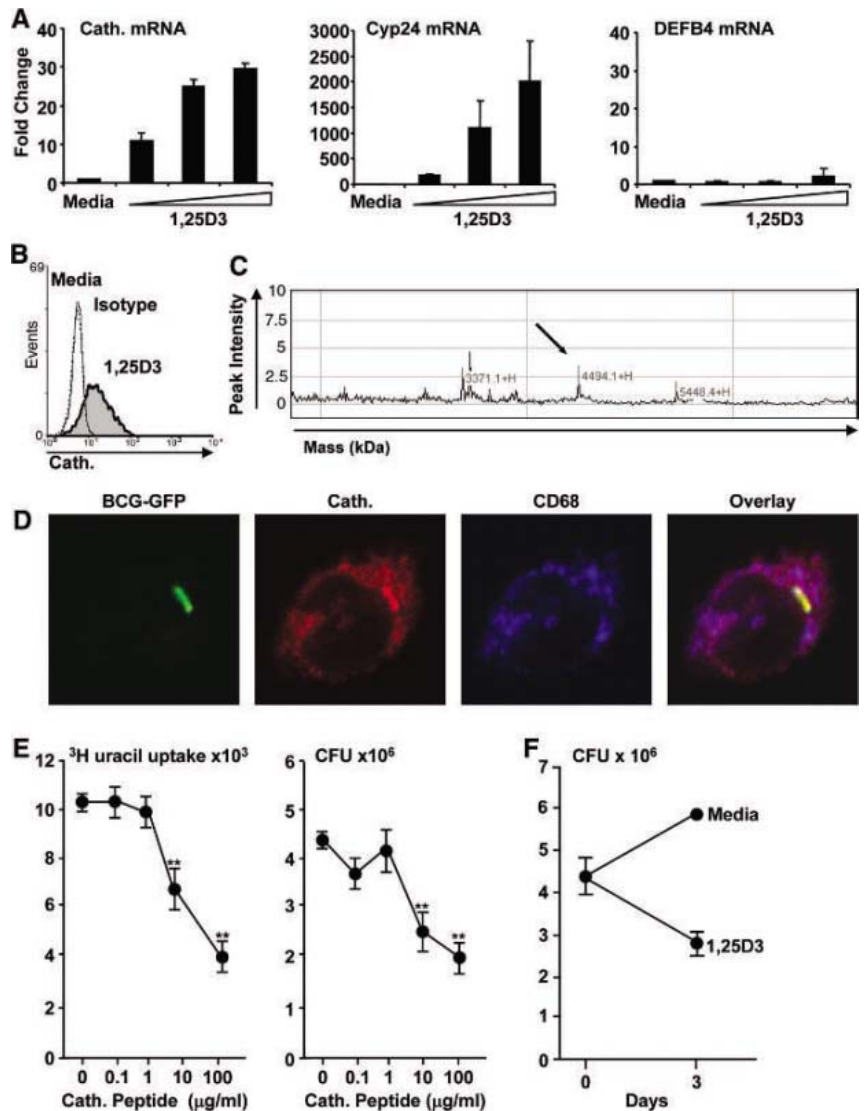 A
Cath. mRNA
Cyp24 mRNA
DEFB4 mRNA
Fold Change
40
30
20
10
0
Media
1,25D3
3000
2500
2000
1500
1000
500
0
Media
1,25D3
40
30
20
10
0
Media
1,25D3
B
69
Media
Isotype
1,25D3
Events
0
10⁰ 10¹ 10² 10³ 10⁴
Cath.
C
Peak Intensity
10
7.5
5
2.5
0
3371.1+H
4494.1+H
5448.4+H
Mass (kDa)
D
BCG-GFP
Cath.
CD68
Overlay
E
³H uracil uptake x10³
12
10
8
6
4
2
0
**
**
0 0.1 1 10 100
Cath. Peptide (μg/ml)
CFU x10⁶
6
5
4
3
2
1
0
**
**
0 0.1 1 10 100
Cath. Peptide (μg/ml)
F
CFU x 10⁶
7
6
5
4
3
2
1
0
Media
1,25D3
0 3
Days